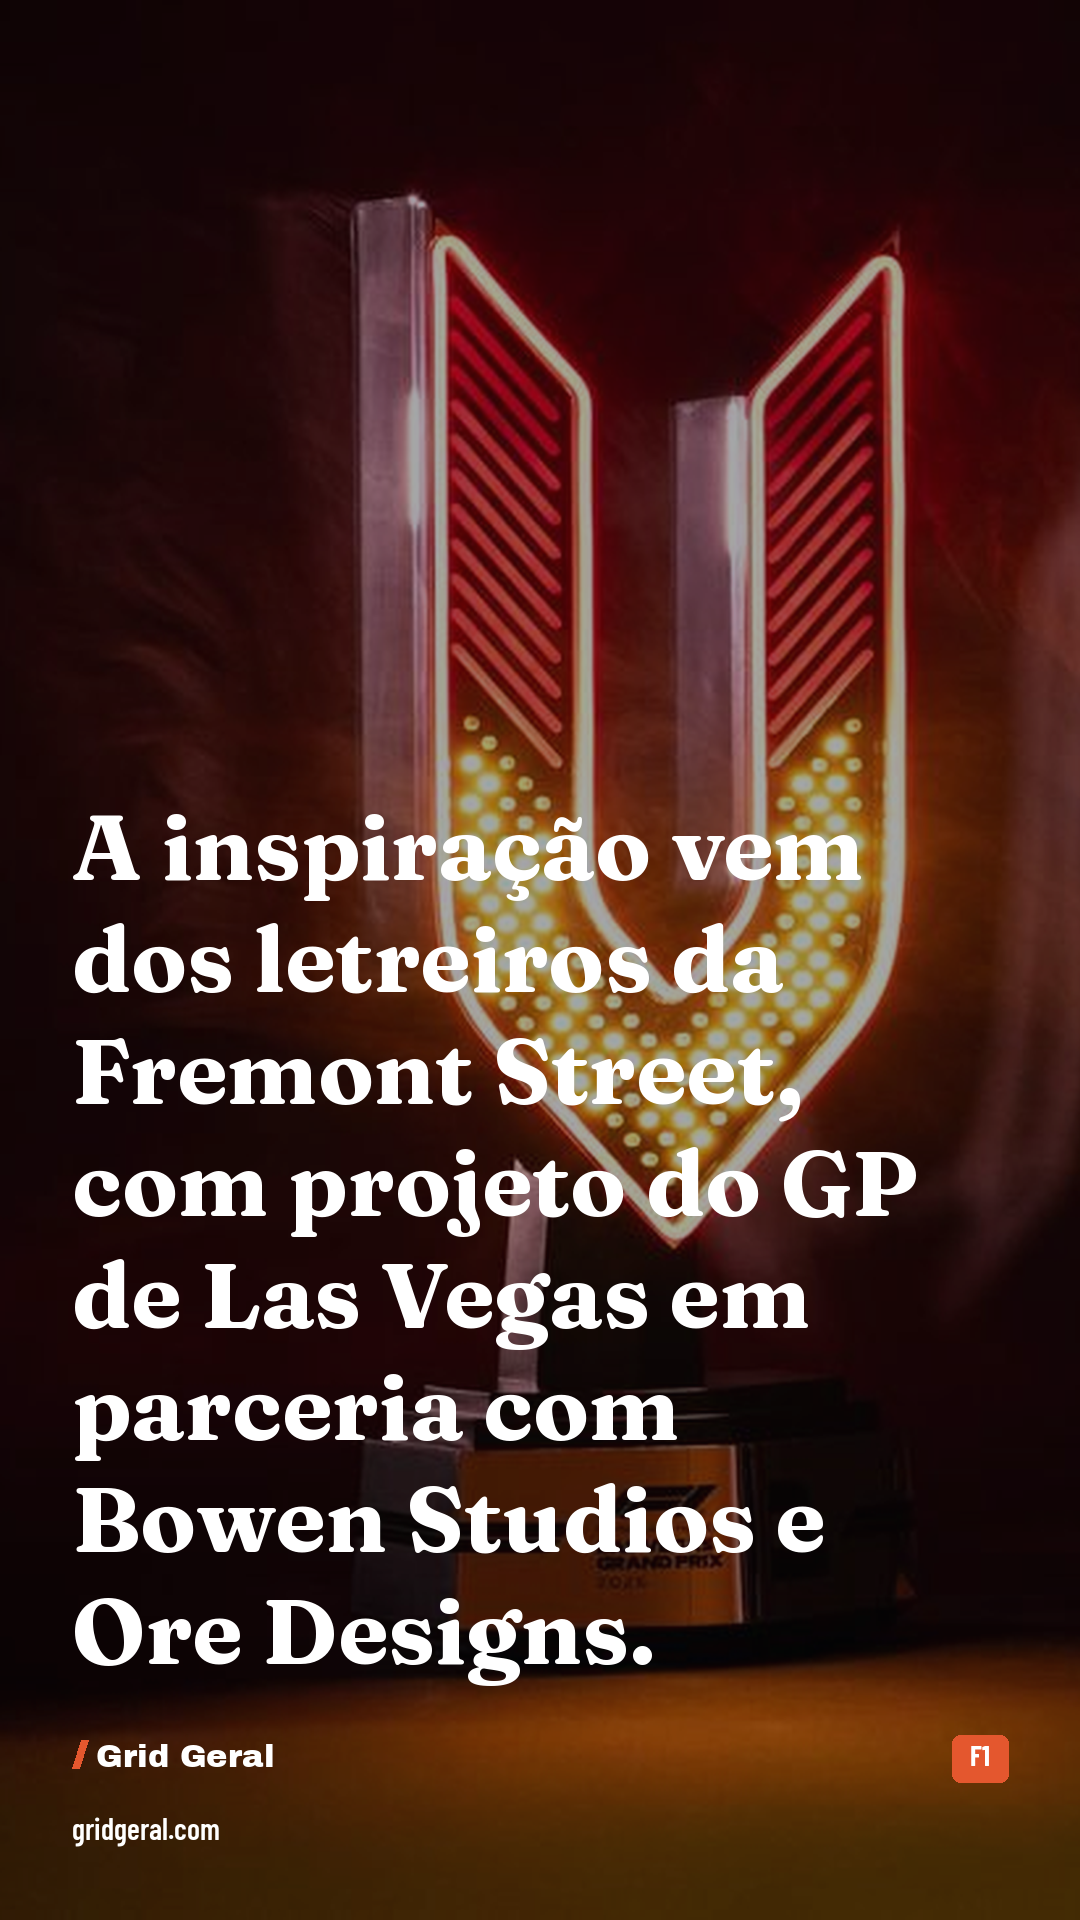 A inspiração vem
dos letreiros da
Fremont Street,
com projeto do GP
de Las Vegas em
parceria com
Bowen Studios e
Ore Designs.
GRAND PRIX
/ Grid Geral
F1
gridgeral.com